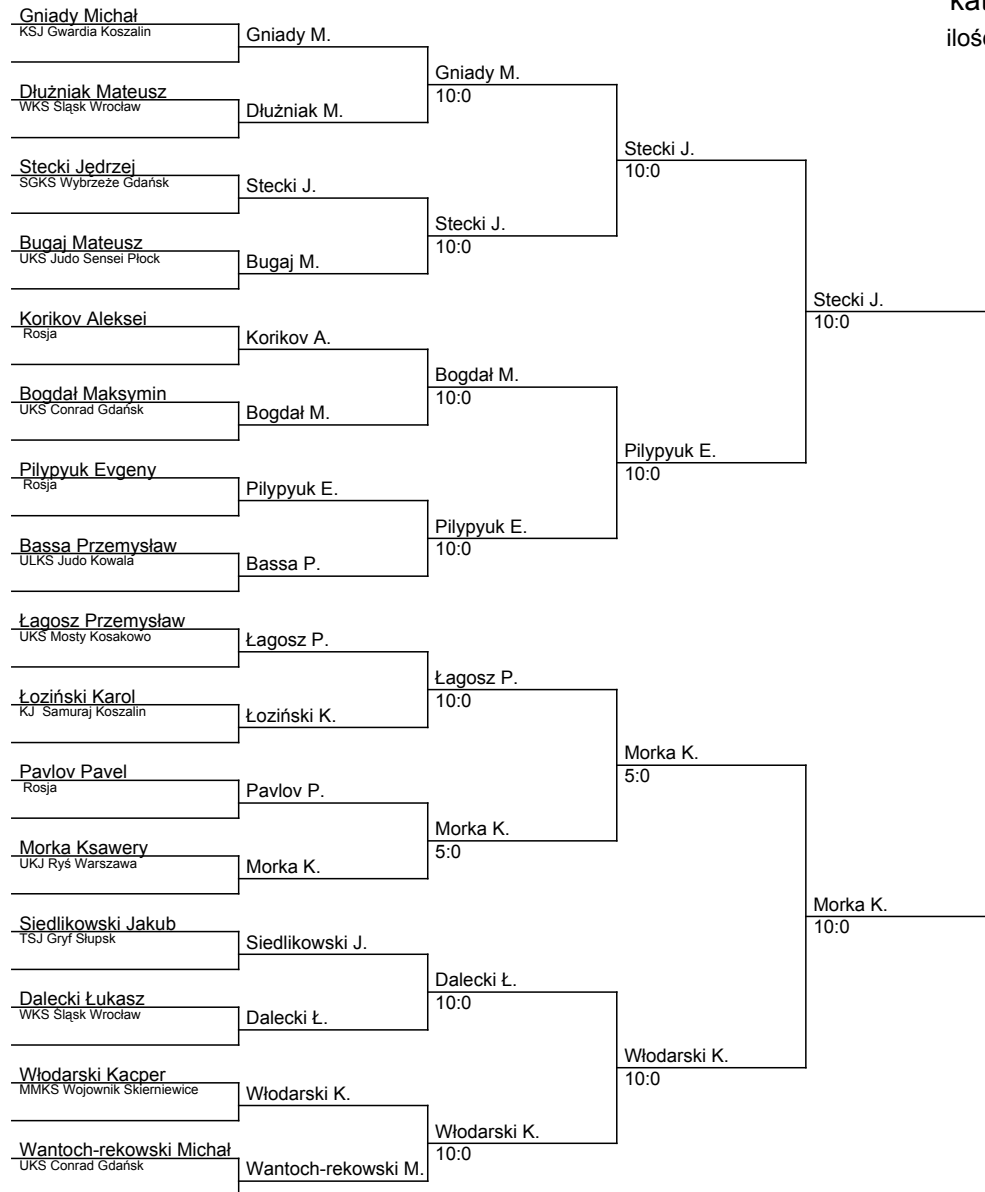 kat
ilość
Gniady Michał
KSJ Gwardia Koszalin
Dłużniak Mateusz
WKS Śląsk Wrocław
Stecki Jędrzej
SGKS Wybrzeże Gdańsk
Bugaj Mateusz
UKS Judo Sensei Płock
Korikov Aleksei
Rosja
Bogdał Maksymin
UKS Conrad Gdańsk
Pilypyuk Evgeny
Rosja
Bassa Przemysław
ULKS Judo Kowala
Łagosz Przemysław
UKS Mosty Kosakowo
Łoziński Karol
KJ Samuraj Koszalin
Pavlov Pavel
Rosja
Morka Ksawery
UKJ Ryś Warszawa
Siedlikowski Jakub
TSJ Gryf Słupsk
Dalecki Łukasz
WKS Śląsk Wrocław
Włodarski Kacper
MMKS Wojownik Skierniewice
Wantoch-rekowski Michał
UKS Conrad Gdańsk
Gniady M.
Dłużniak M.
Stecki J.
Bugaj M.
Korikov A.
Bogdał M.
Pilypyuk E.
Bassa P.
Łagosz P.
Łoziński K.
Pavlov P.
Morka K.
Siedlikowski J.
Dalecki Ł.
Włodarski K.
Wantoch-rekowski M.
Gniady M.
10:0
Stecki J.
10:0
Bogdał M.
10:0
Pilypyuk E.
10:0
Łagosz P.
10:0
Morka K.
5:0
Dalecki Ł.
10:0
Włodarski K.
10:0
Stecki J.
10:0
Pilypyuk E.
10:0
Morka K.
5:0
Włodarski K.
10:0
Stecki J.
10:0
Morka K.
10:0